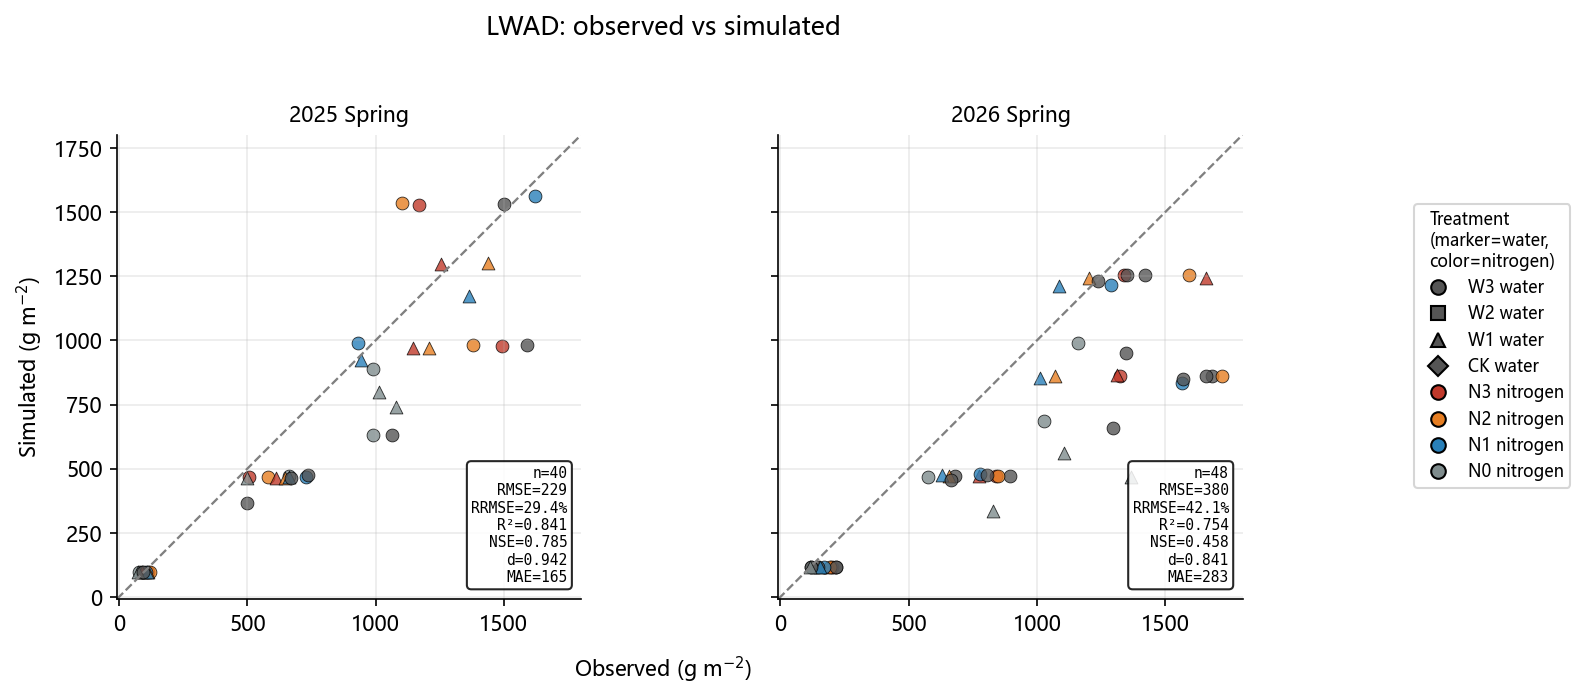 LWAD: observed vs simulated
2025 Spring
2026 Spring
Simulated (g m⁻²)
1750
1500
1250
1000
750
500
250
0
0 500 1000 1500
n=40
RMSE=229
RRMSE=29.4%
R²=0.841
NSE=0.785
d=0.942
MAE=165
0 500 1000 1500
n=48
RMSE=380
RRMSE=42.1%
R²=0.754
NSE=0.458
d=0.841
MAE=283
Observed (g m⁻²)
Treatment
(marker=water,
color=nitrogen)
W3 water
W2 water
W1 water
CK water
N3 nitrogen
N2 nitrogen
N1 nitrogen
N0 nitrogen